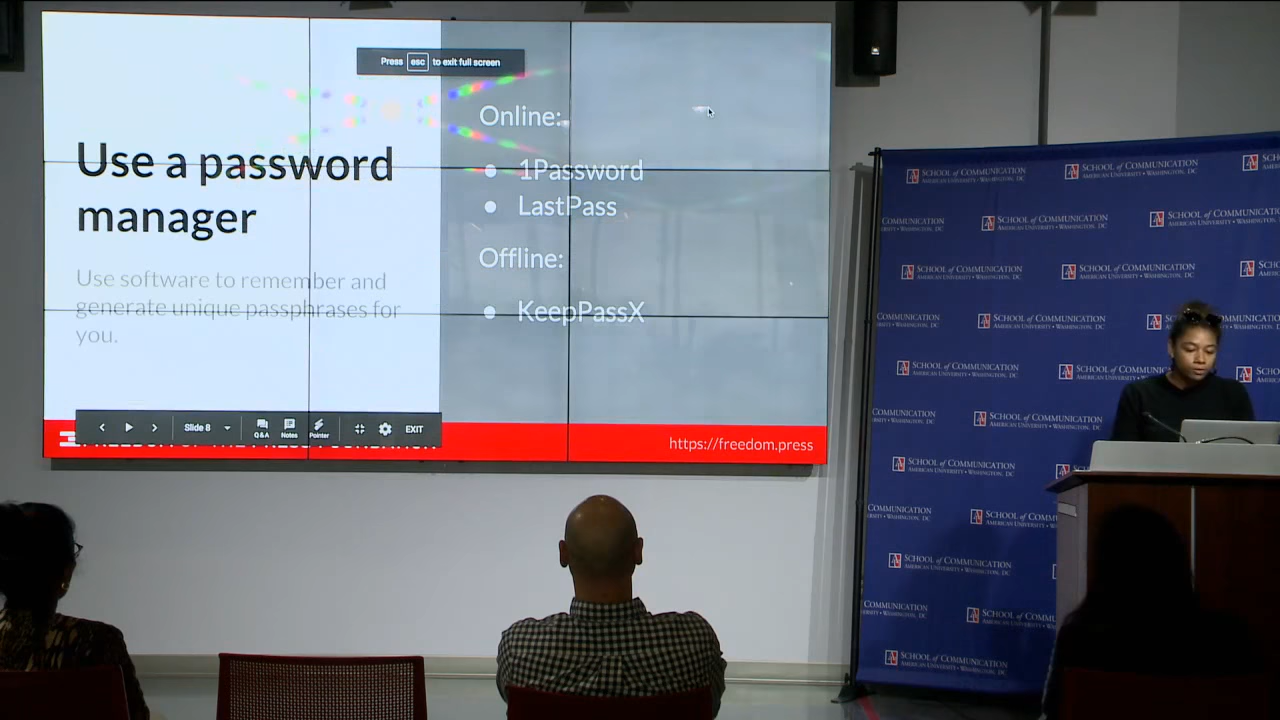 Press esc to exit full screen
Use a password
manager
Use software to remember and
generate unique passphrases for
you.
Online:
1Password
LastPass
Offline:
KeepPassX
Slide 8
Q&A
Notes
Pointer
EXIT
https://freedom.press
SCHOOL of COMMUNICATION
AMERICAN UNIVERSITY • WASHINGTON, DC